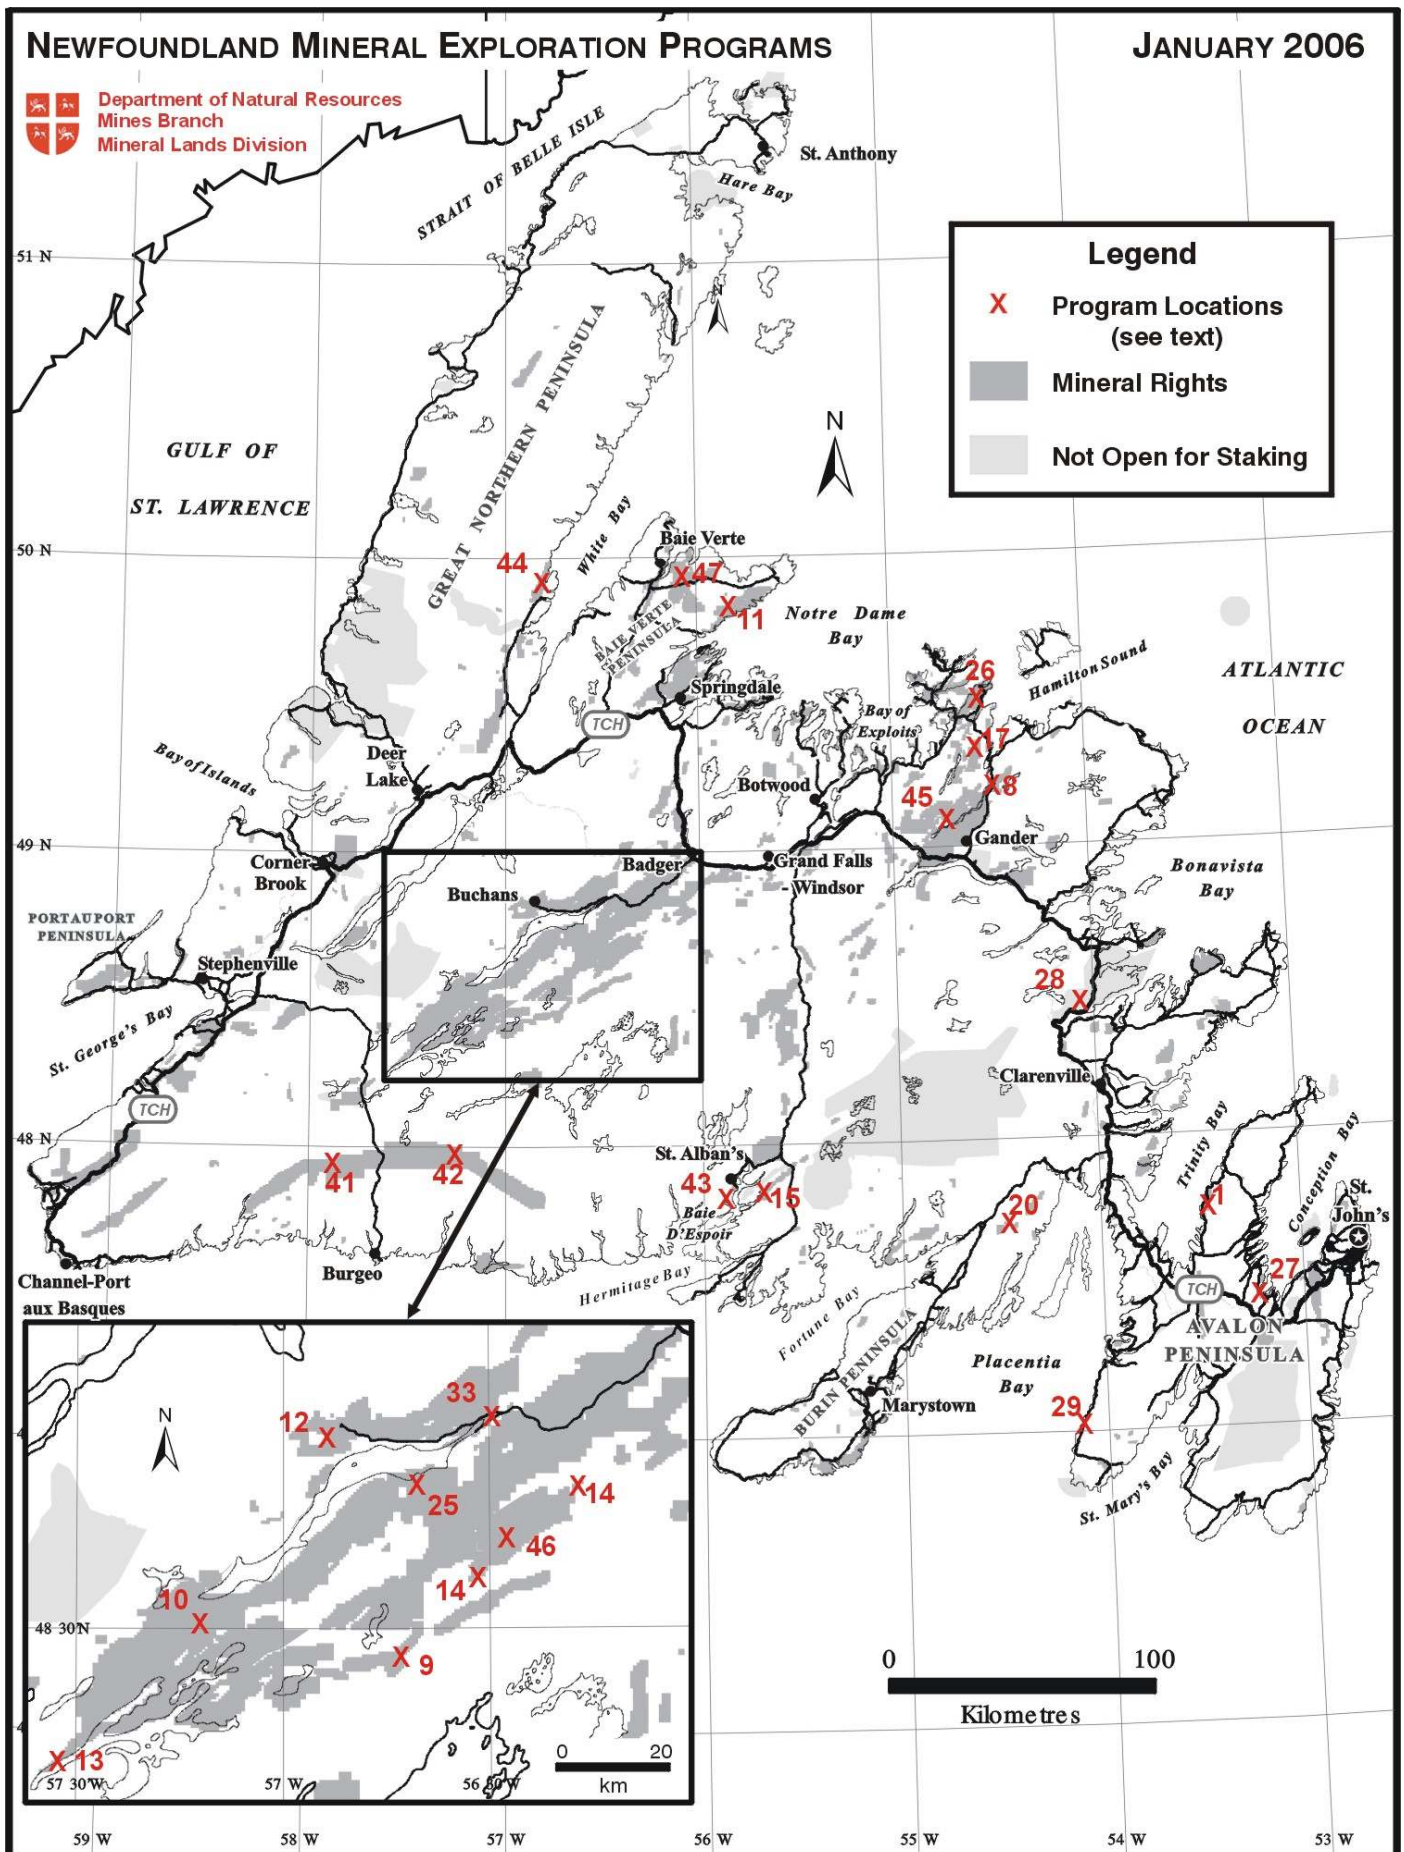 NEWFOUNDLAND MINERAL EXPLORATION PROGRAMS
JANUARY 2006
Department of Natural Resources
Mines Branch
Mineral Lands Division
STRAIT OF BELLE ISLE
St. Anthony
Hare Bay
Legend
X Program Locations
(see text)
Mineral Rights
Not Open for Staking
51 N
N
GREAT NORTHERN PENINSULA
GULF OF
ST. LAWRENCE
N
White Bay
50 N
Baie Verte
44 X
X 47
X 11
BAIE VERTE
PENINSULA
Notre Dame
Bay
Hamilton Sound
ATLANTIC
OCEAN
26
X
Springdale
TCH
Bay of
Exploits
X 17
Bay of Islands
Deer
Lake
Botwood
X 8
45
X
Gander
49 N
Corner
Brook
Badger
Grand Falls
- Windsor
Buchans
Bonavista
Bay
PORT AU PORT
PENINSULA
Stephenville
28
X
St. George's Bay
TCH
Clarenville
48 N
X
41
X
42
St. Alban's
43 X
X 15
Baie
D'Espoir
Trinity Bay
Conception Bay
St.
John's
X 1
20
X
Channel-Port
aux Basques
Burgeo
Hermitage Bay
27
X
TCH
Fortune Bay
AVALON
PENINSULA
BURIN PENINSULA
Placentia
Bay
Marystown
29
X
St. Mary's Bay
N
33
X
12
X
X
25
X 14
X
46
14 X
10
X
48 30'N
X 9
X 13
57 30'W
57 W
56 30'W
0 20
km
0 100
Kilometres
59 W
58 W
57 W
56 W
55 W
54 W
53 W